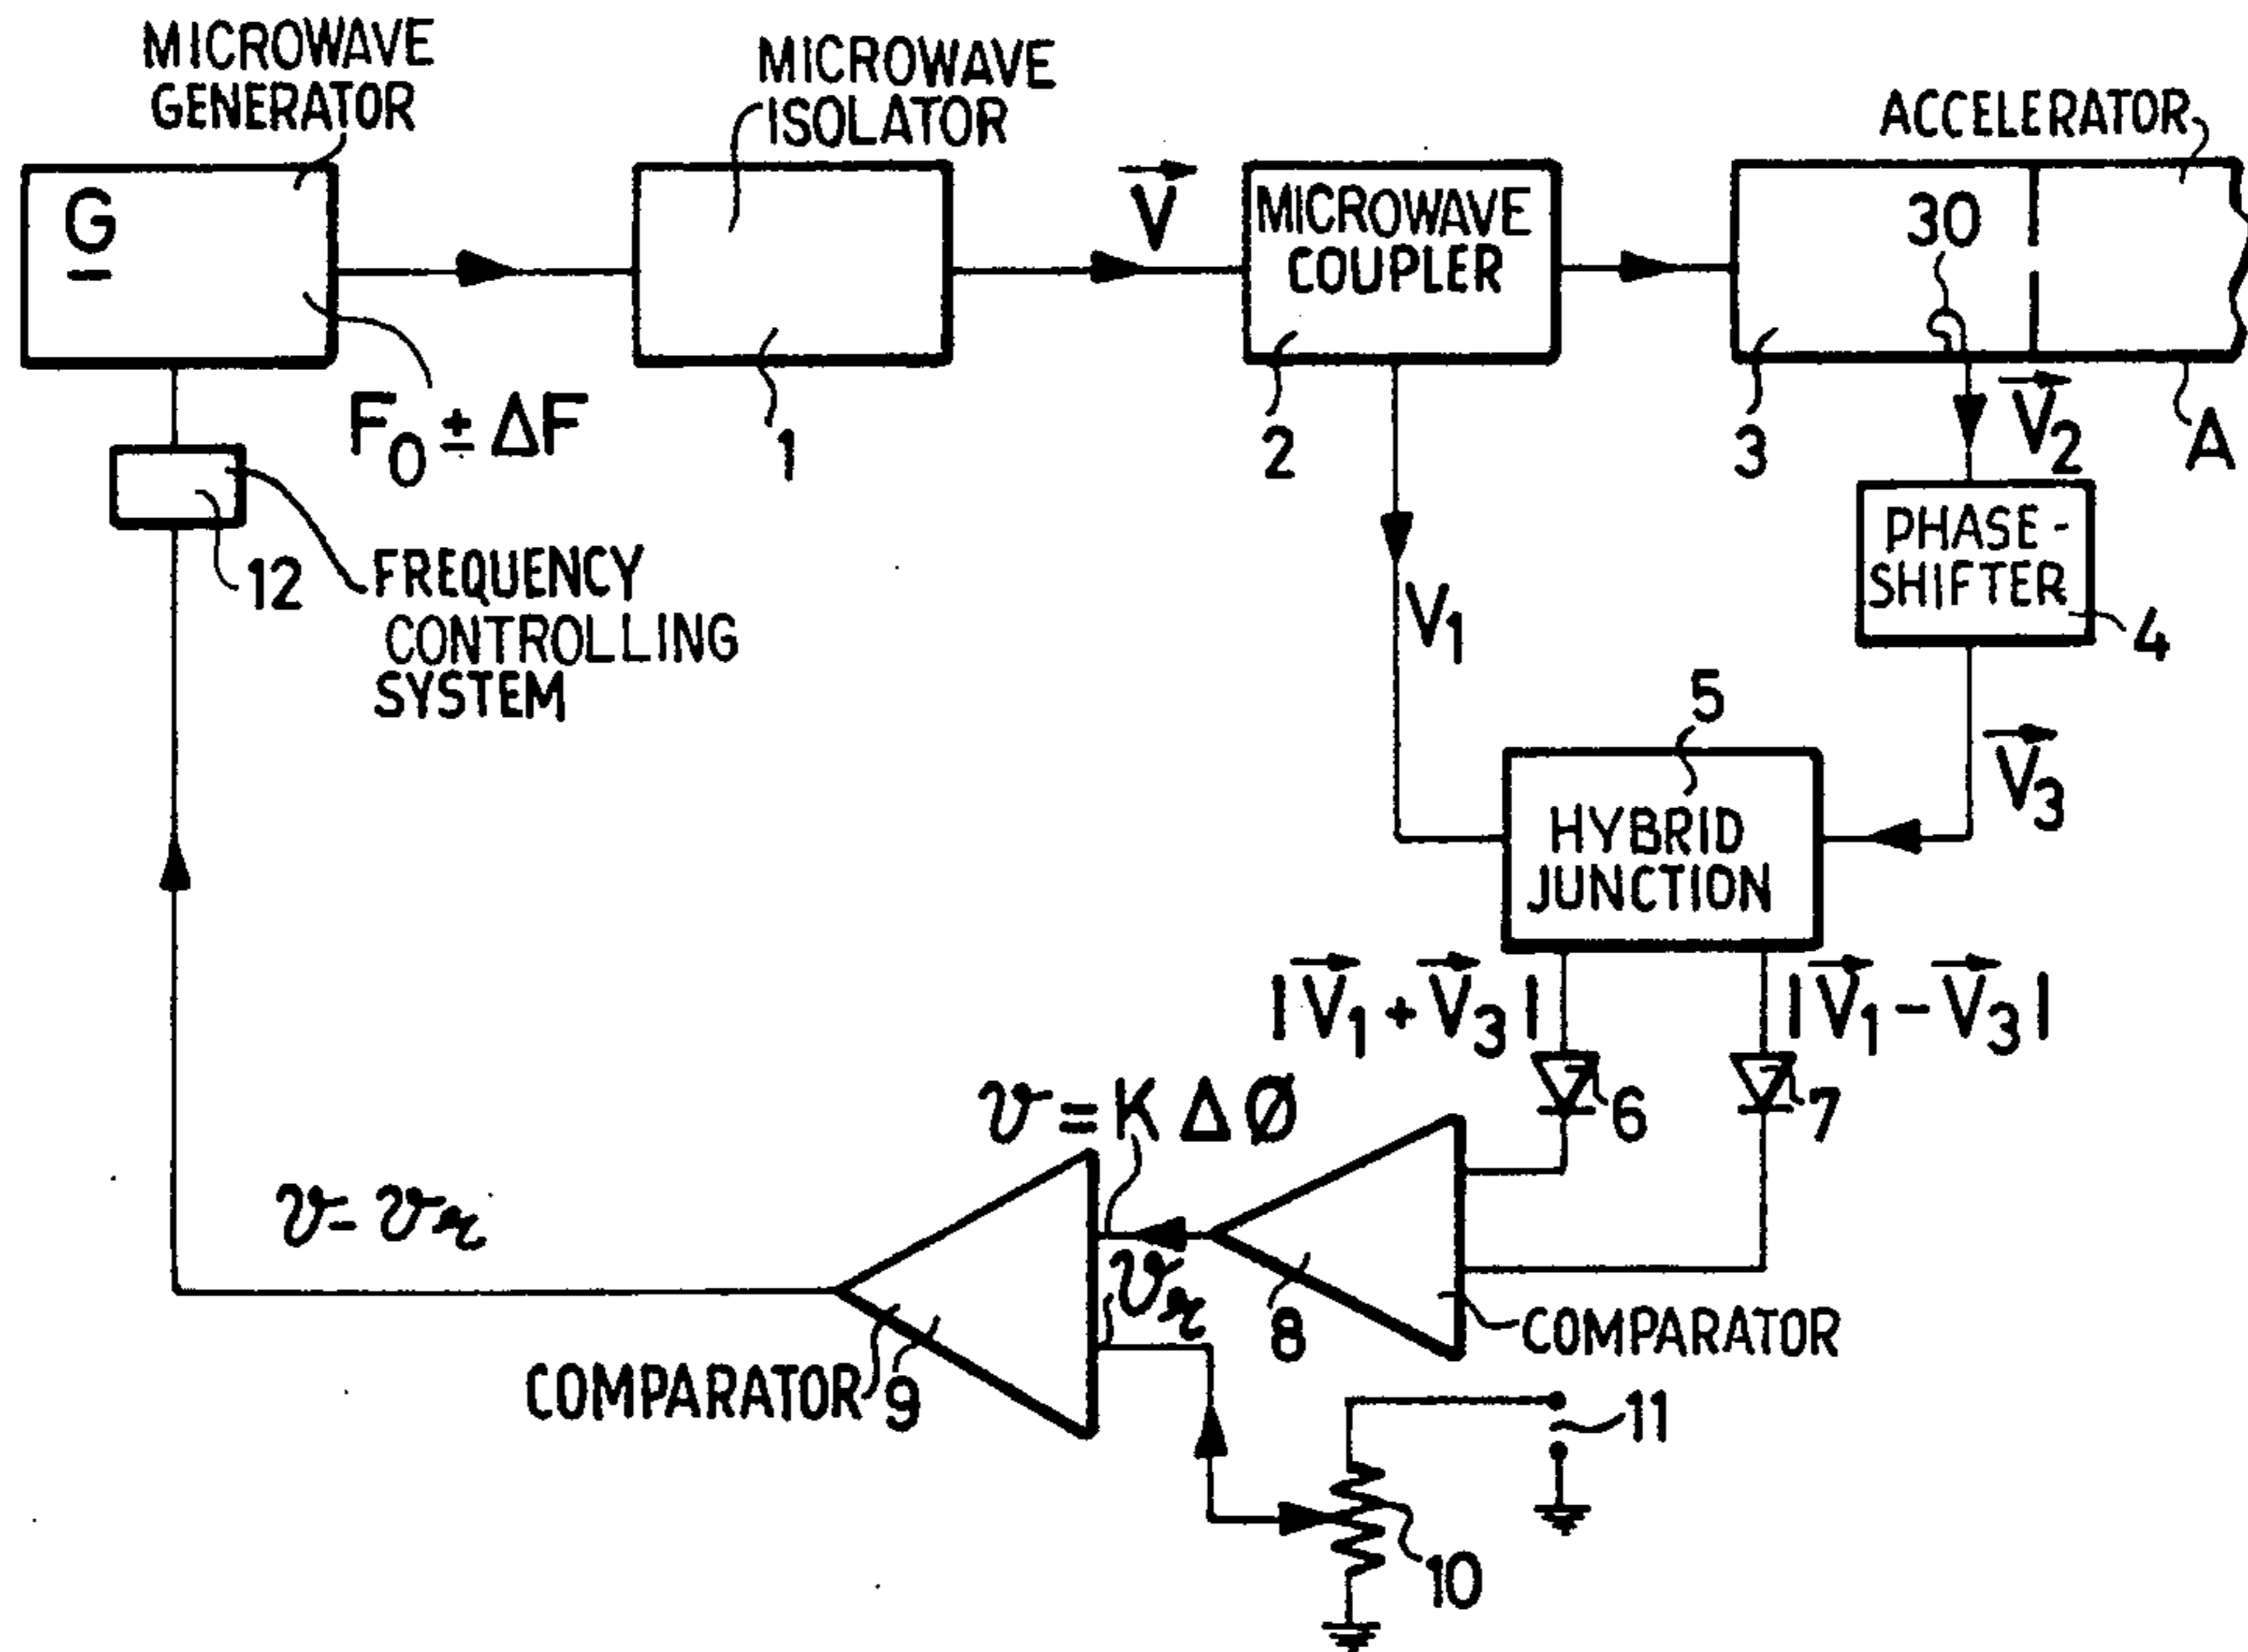 MICROWAVE
GENERATOR
MICROWAVE
ISOLATOR
ACCELERATOR
G
V
MICROWAVE
COUPLER
30
F0 ± ΔF
1
2
3
V2
A
12
FREQUENCY
CONTROLLING
SYSTEM
PHASE-
SHIFTER
4
V1
5
V3
HYBRID
JUNCTION
|V1 + V3|
|V1 - V3|
6
7
v = K Δ Ø
v - vr
vr
8
COMPARATOR
COMPARATOR
9
11
10